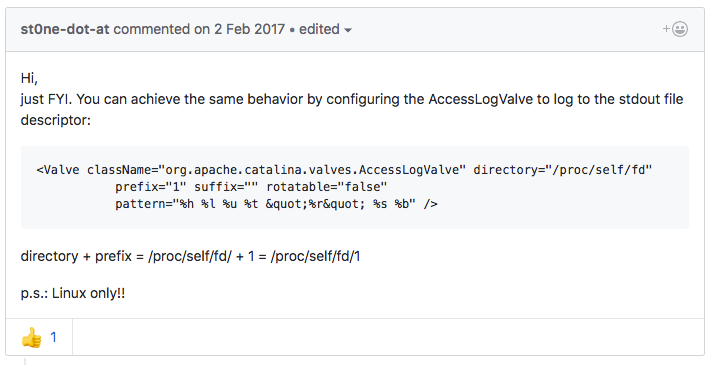 st0ne-dot-at commented on 2 Feb 2017 • edited
Hi,
just FYI. You can achieve the same behavior by configuring the AccessLogValve to log to the stdout file
descriptor:
<Valve className="org.apache.catalina.valves.AccessLogValve" directory="/proc/self/fd"
prefix="1" suffix="" rotatable="false"
pattern="%h %l %u %t &quot;%r&quot; %s %b" />
directory + prefix = /proc/self/fd/ + 1 = /proc/self/fd/1
p.s.: Linux only!!
👍 1